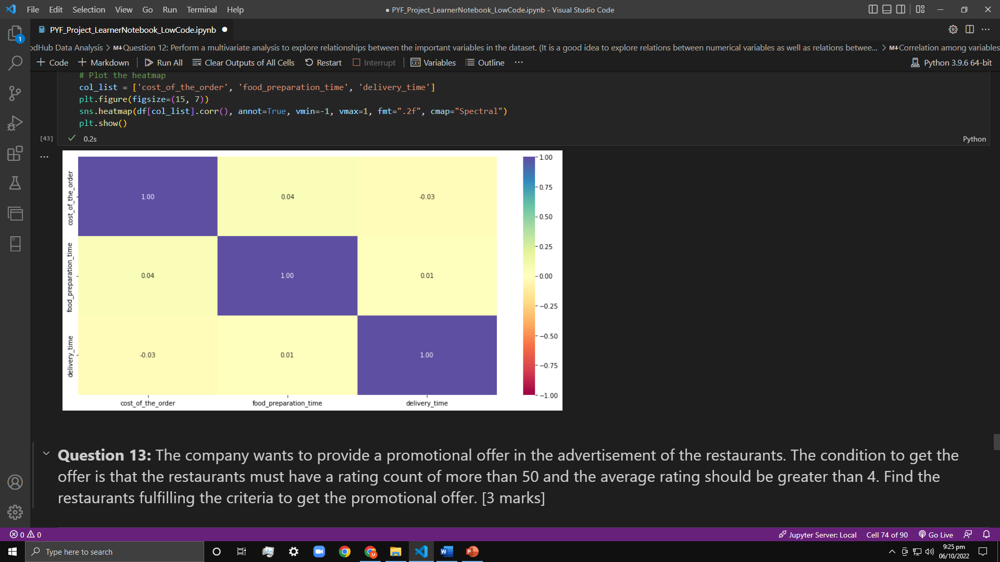 File Edit Selection View Go Run Terminal Help
● PYF_Project_LearnerNotebook_LowCode.ipynb - Visual Studio Code
PYF_Project_LearnerNotebook_LowCode.ipynb ●
odHub Data Analysis > M↓Question 12: Perform a multivariate analysis to explore relationships between the important variables in the dataset. (It is a good idea to explore relations between numerical variables as well as relations betwee... > M↓Correlation among variables
+ Code + Markdown Run All Clear Outputs of All Cells Restart Interrupt Variables Outline ··· Python 3.9.6 64-bit
# Plot the heatmap
col_list = ['cost_of_the_order', 'food_preparation_time', 'delivery_time']
plt.figure(figsize=(15, 7))
sns.heatmap(df[col_list].corr(), annot=True, vmin=-1, vmax=1, fmt=".2f", cmap="Spectral")
plt.show()
[43] ✓ 0.2s Python
1
cost_of_the_order
food_preparation_time
delivery_time
1.00 0.04 -0.03
0.04 1.00 0.01
-0.03 0.01 1.00
cost_of_the_order food_preparation_time delivery_time
1.00
0.75
0.50
0.25
0.00
−0.25
−0.50
−0.75
−1.00
Question 13: The company wants to provide a promotional offer in the advertisement of the restaurants. The condition to get the
offer is that the restaurants must have a rating count of more than 50 and the average rating should be greater than 4. Find the
restaurants fulfilling the criteria to get the promotional offer. [3 marks]
0 0 Jupyter Server: Local Cell 74 of 90 Go Live
Type here to search
9:25 pm
06/10/2022